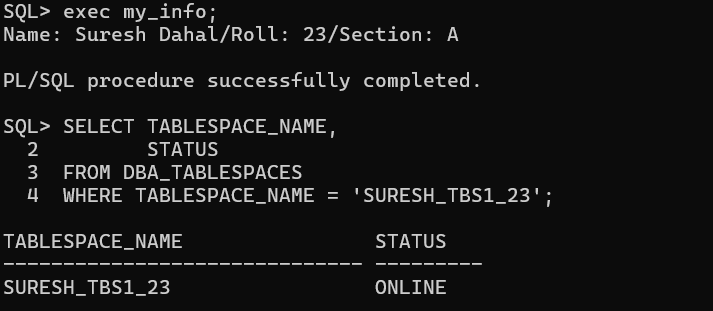 SQL> exec my_info;
Name: Suresh Dahal/Roll: 23/Section: A
PL/SQL procedure successfully completed.
SQL> SELECT TABLESPACE_NAME,
  2         STATUS
  3  FROM DBA_TABLESPACES
  4  WHERE TABLESPACE_NAME = 'SURESH_TBS1_23';
TABLESPACE_NAME                STATUS
------------------------------ ---------
SURESH_TBS1_23                 ONLINE